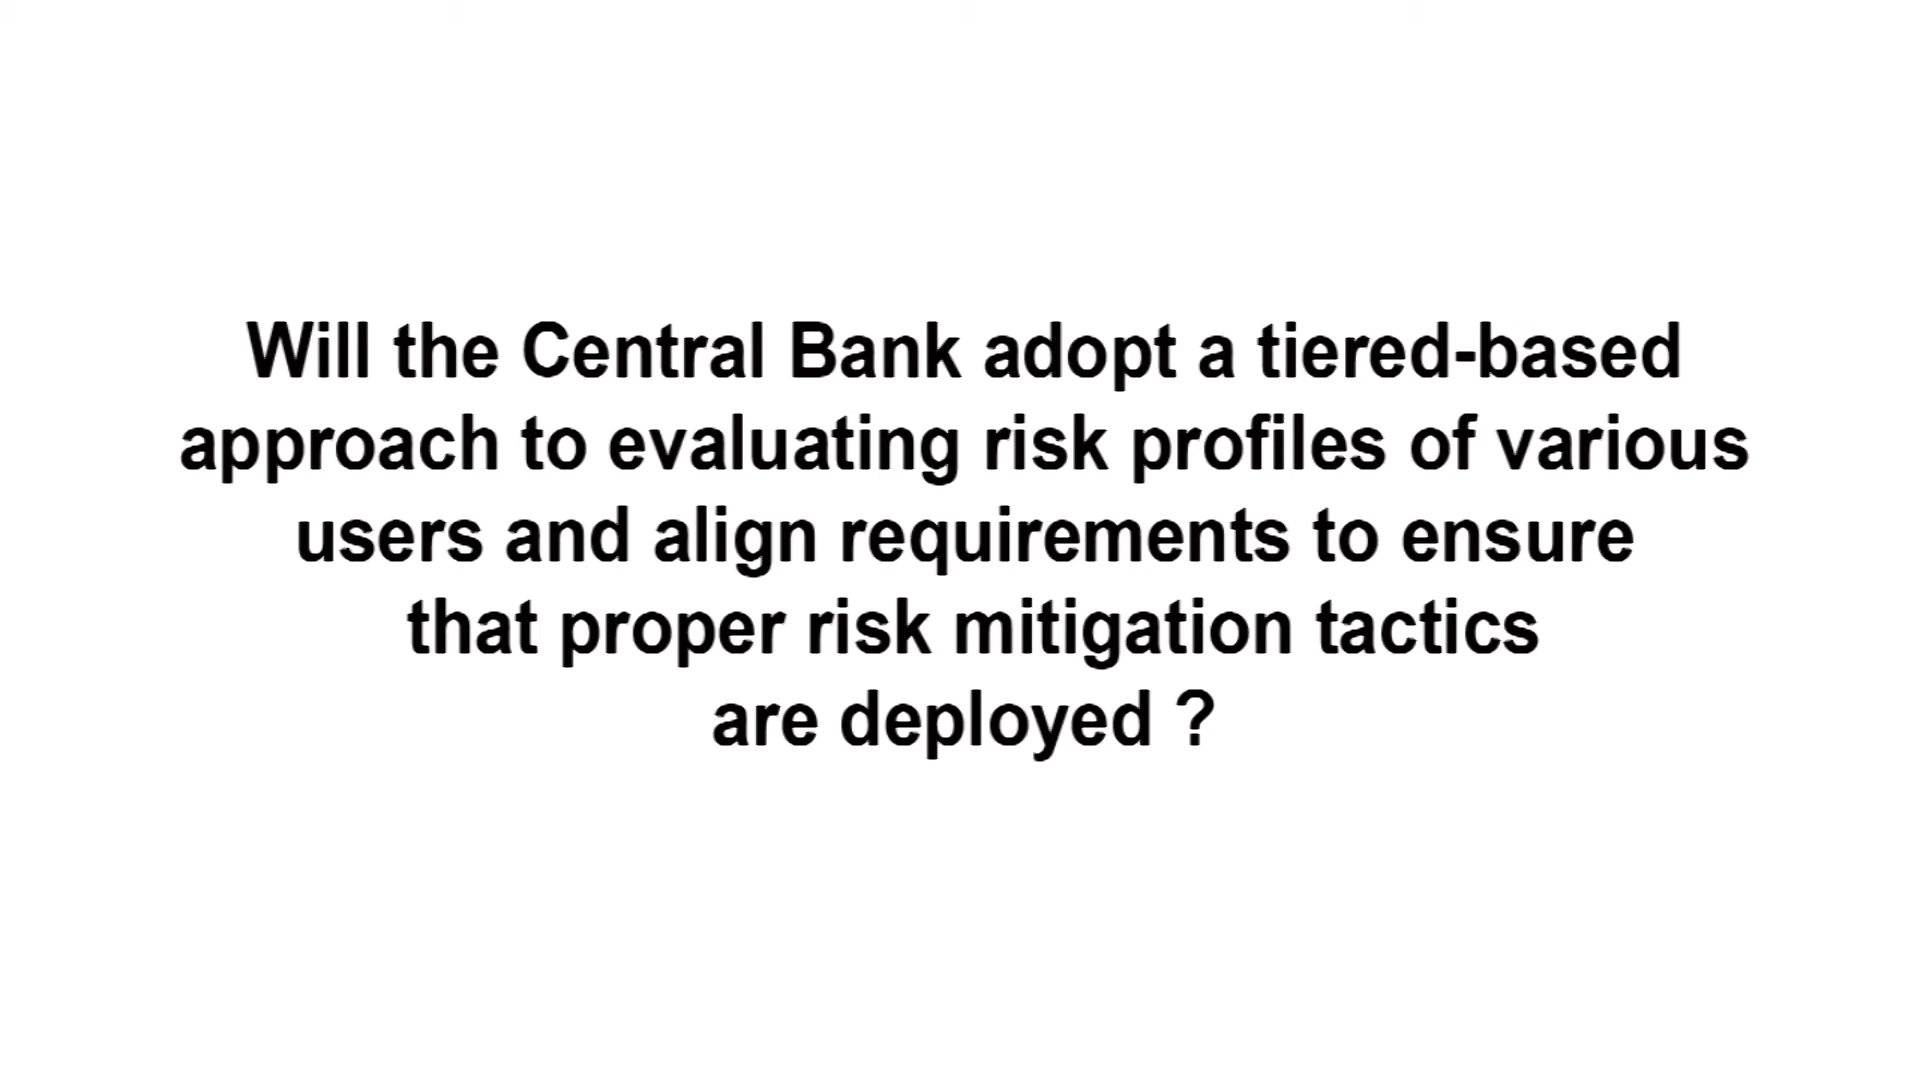 Will the Central Bank adopt a tiered-based
approach to evaluating risk profiles of various
users and align requirements to ensure
that proper risk mitigation tactics
are deployed ?